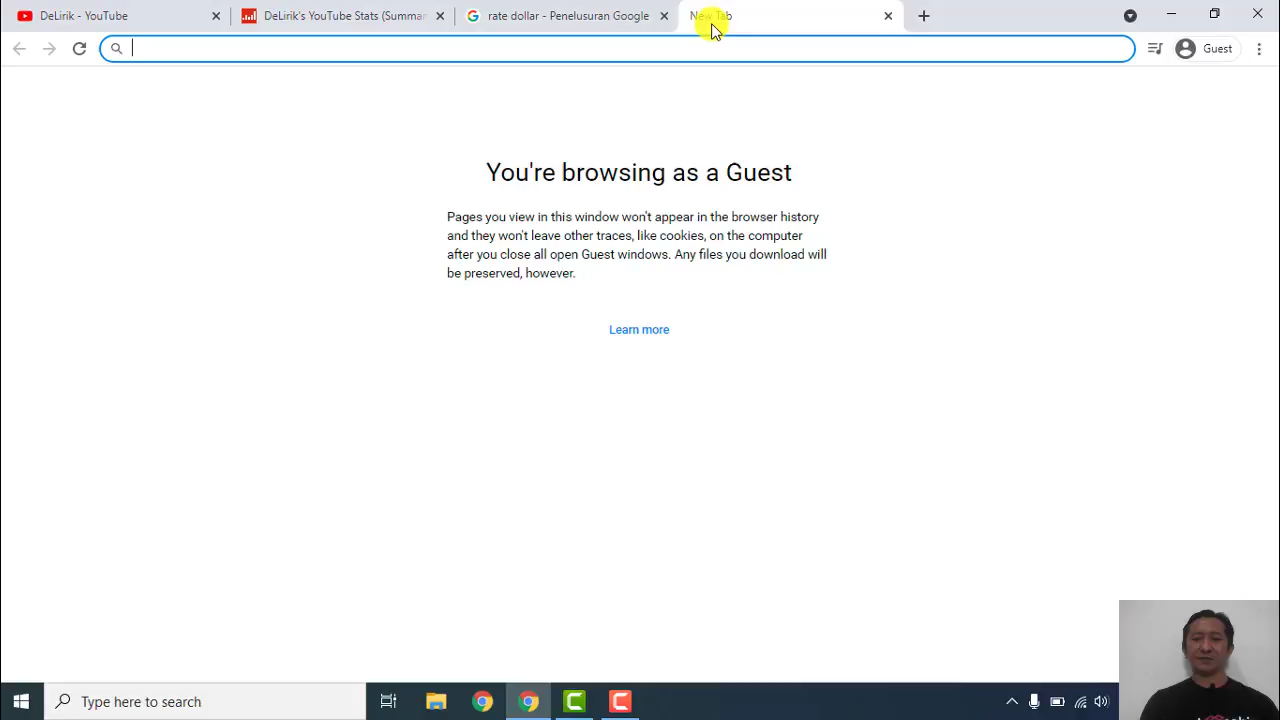 DeLirik - YouTube
DeLirik's YouTube Stats (Summar
rate dollar - Penelusuran Google
New Tab
Guest
You're browsing as a Guest
Pages you view in this window won't appear in the browser history
and they won't leave other traces, like cookies, on the computer
after you close all open Guest windows. Any files you download will
be preserved, however.
Learn more
Type here to search